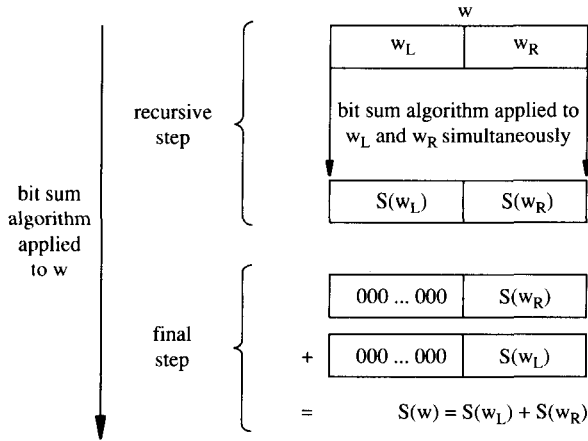 w
w_L w_R
recursive
step
bit sum algorithm applied to
w_L and w_R simultaneously
S(w_L) S(w_R)
bit sum
algorithm
applied
to w
000 ... 000 S(w_R)
final
step
+ 000 ... 000 S(w_L)
= S(w) = S(w_L) + S(w_R)